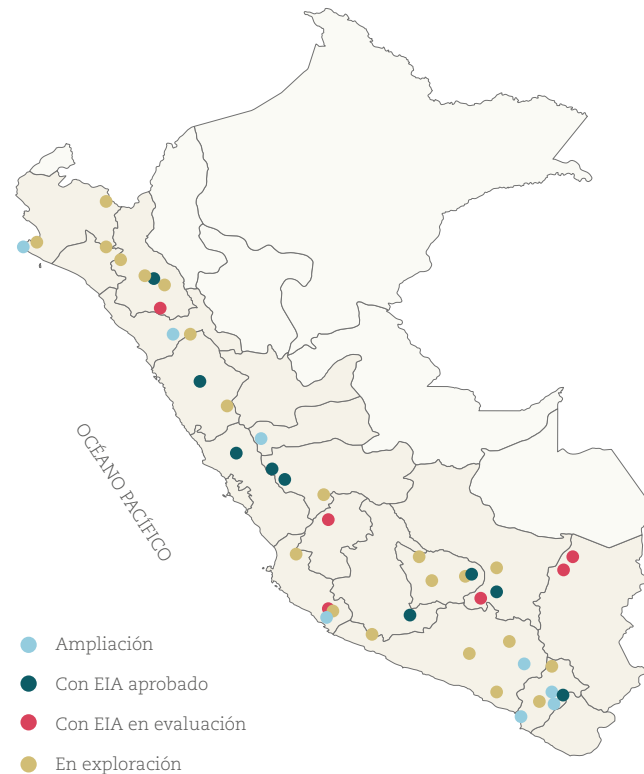 OCÉANO PACÍFICO
Ampliación
Con EIA aprobado
Con EIA en evaluación
En exploración